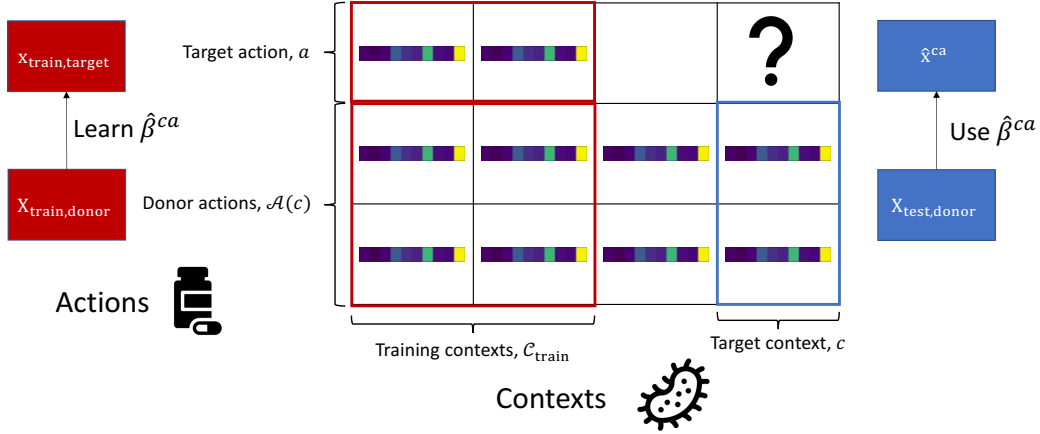 x_train,target
Learn β̂^ca
X_train,donor
Target action, a
?
Donor actions, 𝒜(c)
Actions
Training contexts, 𝒞_train
Target context, c
Contexts
x̂^ca
Use β̂^ca
X_test,donor